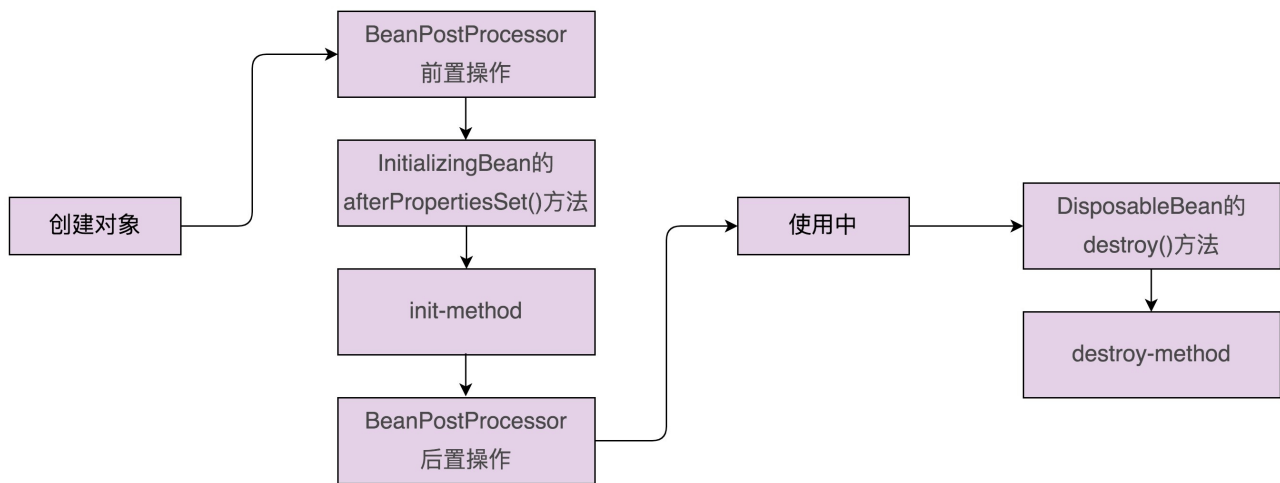 创建对象
BeanPostProcessor
前置操作
InitializingBean的
afterPropertiesSet()方法
init-method
BeanPostProcessor
后置操作
使用中
DisposableBean的
destroy()方法
destroy-method